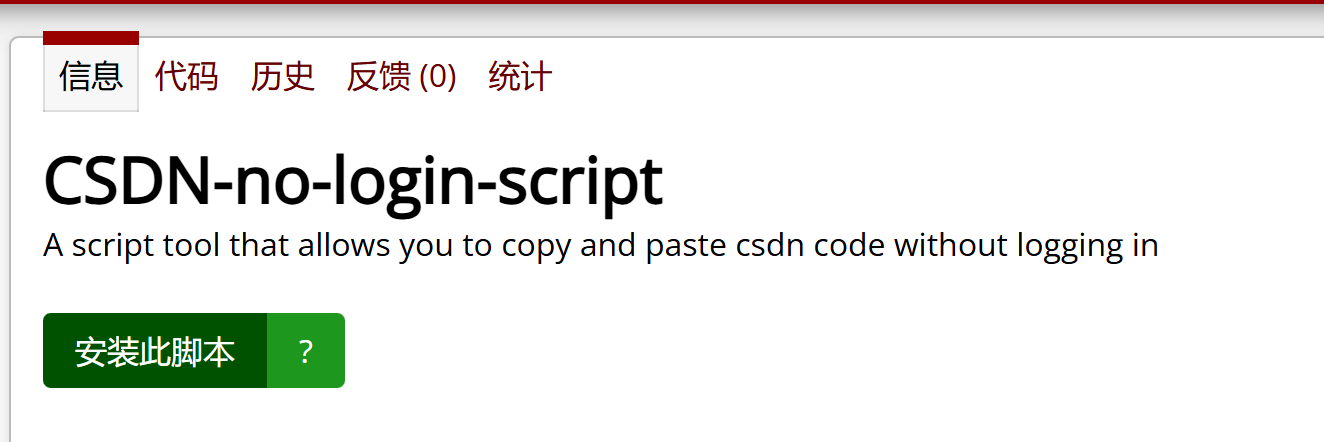 信息 代码 历史 反馈 (0) 统计
CSDN-no-login-script
A script tool that allows you to copy and paste csdn code without logging in
安装此脚本 ?